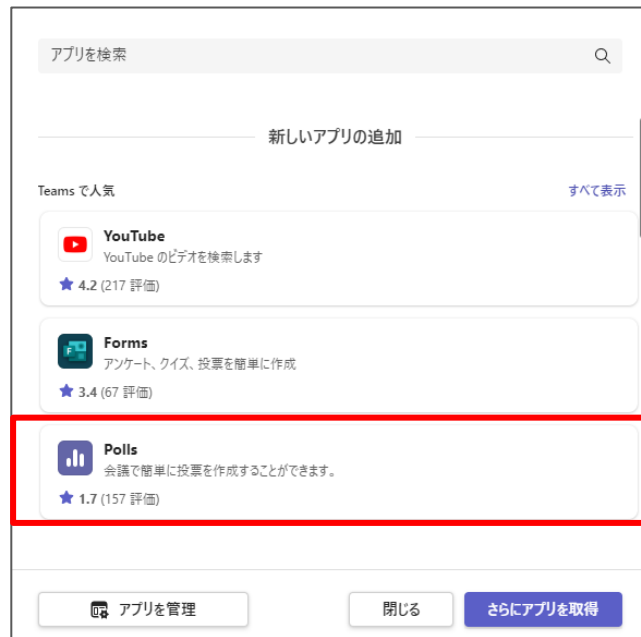 アプリを検索
新しいアプリの追加
Teams で人気
すべて表示
YouTube
YouTube のビデオを検索します
4.2 (217 評価)
Forms
アンケート、クイズ、投票を簡単に作成
3.4 (67 評価)
Polls
会議で簡単に投票を作成することができます。
1.7 (157 評価)
アプリを管理
閉じる
さらにアプリを取得